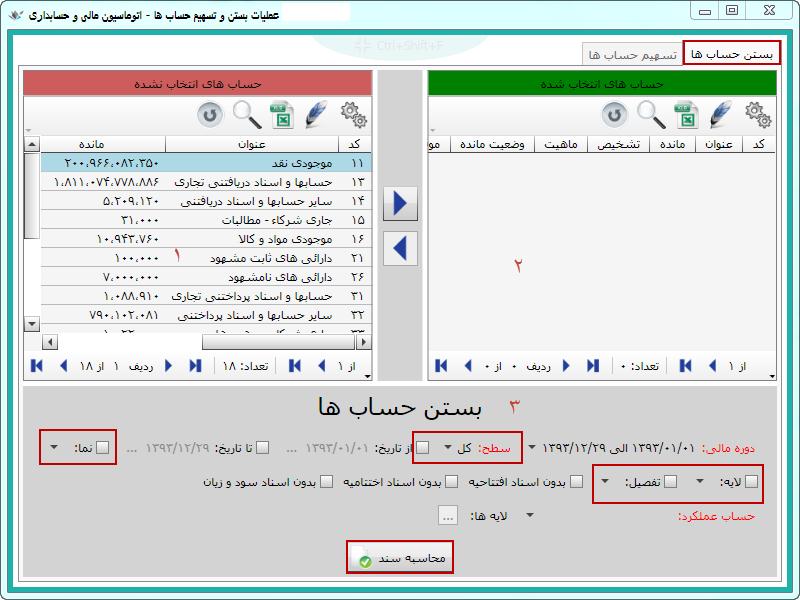 عملیات بستن و تسهیم حساب ها - اتوماسیون مالی و حسابداری
Ctrl+Shift+F
بستن حساب ها
تسهیم حساب ها
حساب های انتخاب شده
کد عنوان مانده تشخیص ماهیت وضعیت مانده مو
۲
از ۱ تعداد: ۰ ردیف ۰ از ۰
حساب های انتخاب نشده
کد عنوان مانده
۱۱ موجودی نقد ۲۰۰،۹۶۶،۰۸۲،۳۵۰
۱۳ حسابها و اسناد دریافتنی تجاری ۱،۸۱۱،۰۷۴،۷۷۸،۸۸۶
۱۴ سایر حسابها و اسناد دریافتنی ۵،۲۰۹،۱۲۰
۱۵ جاری شرکاء - مطالبات ۳۱،۰۰۰
۱۶ موجودی مواد و کالا ۱۰،۹۴۳،۷۶۰
۲۱ دارائی های ثابت مشهود ۱۰۰،۰۰۰
۱
۲۶ دارائی های نامشهود ۷،۰۰۰،۰۰۰
۳۱ حسابها و اسناد پرداختنی تجاری ۱،۰۸۸،۹۱۰
۳۲ سایر حسابها و اسناد پرداختنی ۷۹۰،۱۰۲،۰۸۱
از ۱ تعداد: ۱۸ ردیف ۱ از ۱۸
۳ بستن حساب ها
دوره مالی: ۱۳۹۳/۰۱/۰۱ الی ۱۳۹۳/۱۲/۲۹ سطح: کل از تاریخ: ۱۳۹۳/۰۱/۰۱ ... تا تاریخ: ۱۳۹۳/۱۲/۲۹ ... نما:
لایه: تفصیل: بدون اسناد افتتاحیه بدون اسناد اختتامیه بدون اسناد سود و زیان
حساب عملکرد: لایه ها: ...
محاسبه سند